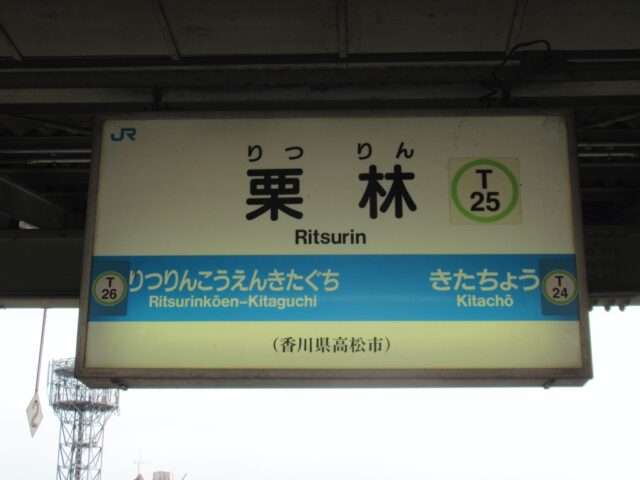 JR
りつ りん
栗林
T
25
Ritsurin
T
26
りつりんこうえんきたぐち
Ritsurinkōen-Kitaguchi
きたちょう
Kitachō
T
24
(香川県高松市)
2